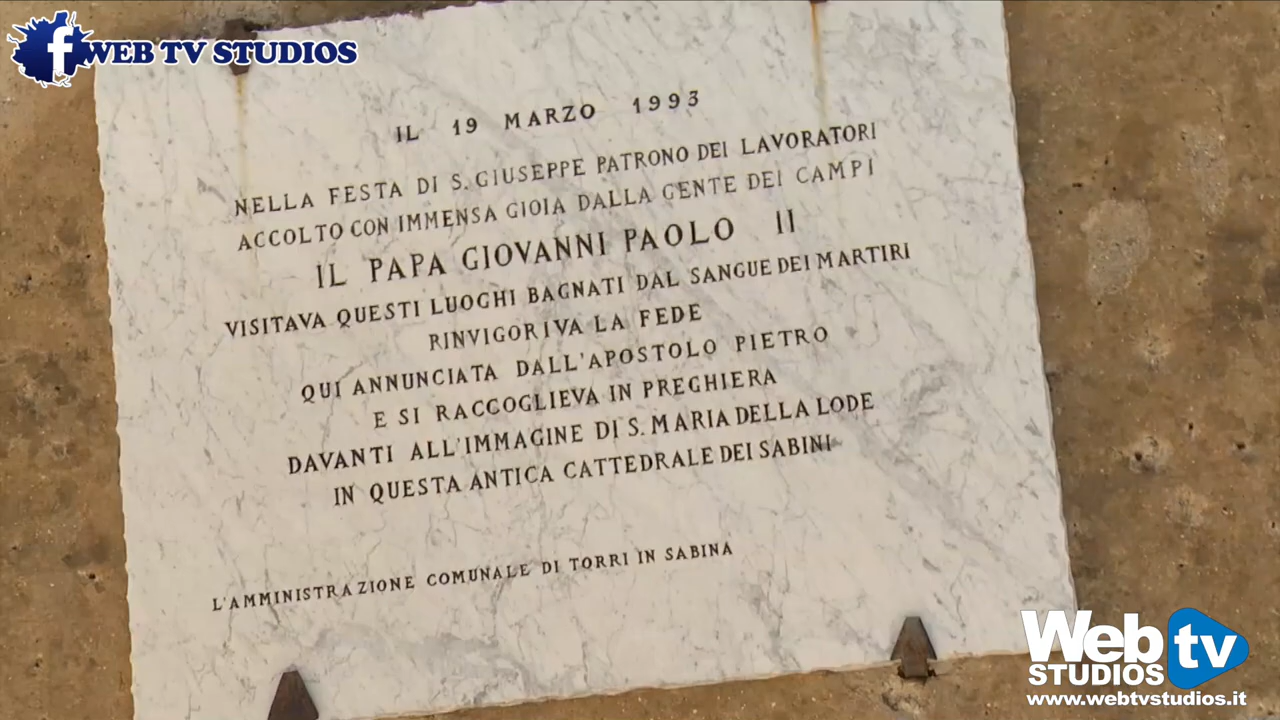 f WEB TV STUDIOS
IL 19 MARZO 1993
NELLA FESTA DI S. GIUSEPPE PATRONO DEI LAVORATORI
ACCOLTO CON IMMENSA GIOIA DALLA GENTE DEI CAMPI
IL PAPA GIOVANNI PAOLO II
VISITAVA QUESTI LUOGHI BAGNATI DAL SANGUE DEI MARTIRI
RINVIGORIVA LA FEDE
QUI ANNUNCIATA DALL'APOSTOLO PIETRO
E SI RACCOGLIEVA IN PREGHIERA
DAVANTI ALL'IMMAGINE DI S. MARIA DELLA LODE
IN QUESTA ANTICA CATTEDRALE DEI SABINI
L'AMMINISTRAZIONE COMUNALE DI TORRI IN SABINA
Web tv
STUDIOS
www.webtvstudios.it